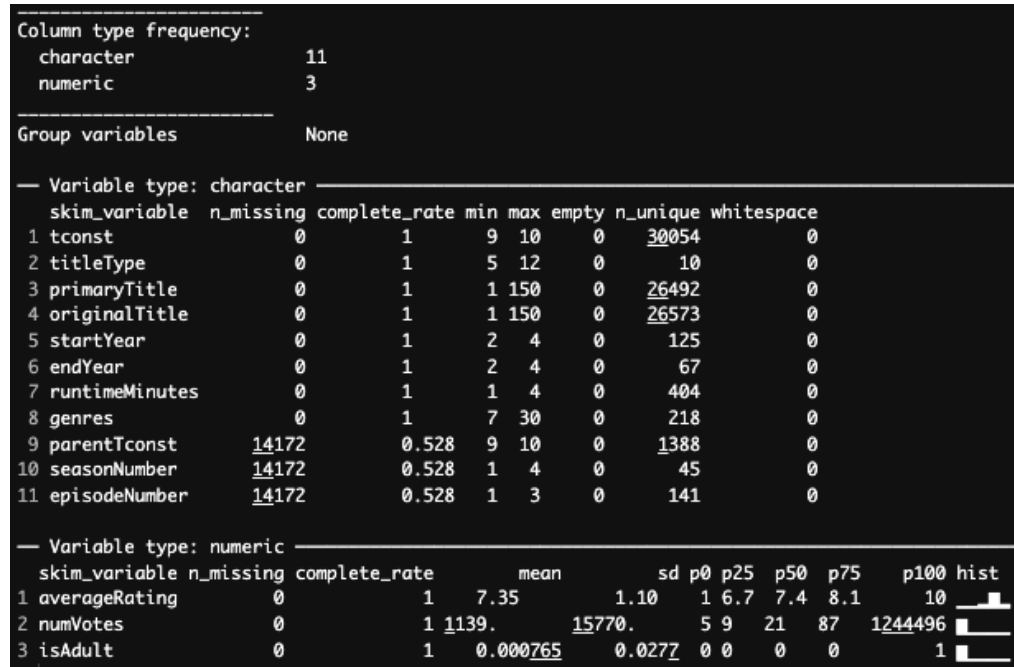 Column type frequency:
character 11
numeric 3
Group variables None
— Variable type: character
skim_variable n_missing complete_rate min max empty n_unique whitespace
1 tconst 0 1 9 10 0 30054 0
2 titleType 0 1 5 12 0 10 0
3 primaryTitle 0 1 1 150 0 26492 0
4 originalTitle 0 1 1 150 0 26573 0
5 startYear 0 1 2 4 0 125 0
6 endYear 0 1 2 4 0 67 0
7 runtimeMinutes 0 1 1 4 0 404 0
8 genres 0 1 7 30 0 218 0
9 parentTconst 14172 0.528 9 10 0 1388 0
10 seasonNumber 14172 0.528 1 4 0 45 0
11 episodeNumber 14172 0.528 1 3 0 141 0
— Variable type: numeric
skim_variable n_missing complete_rate mean sd p0 p25 p50 p75 p100 hist
1 averageRating 0 1 7.35 1.10 1 6.7 7.4 8.1 10
2 numVotes 0 1 1139. 15770. 5 9 21 87 1244496
3 isAdult 0 1 0.000765 0.0277 0 0 0 0 1